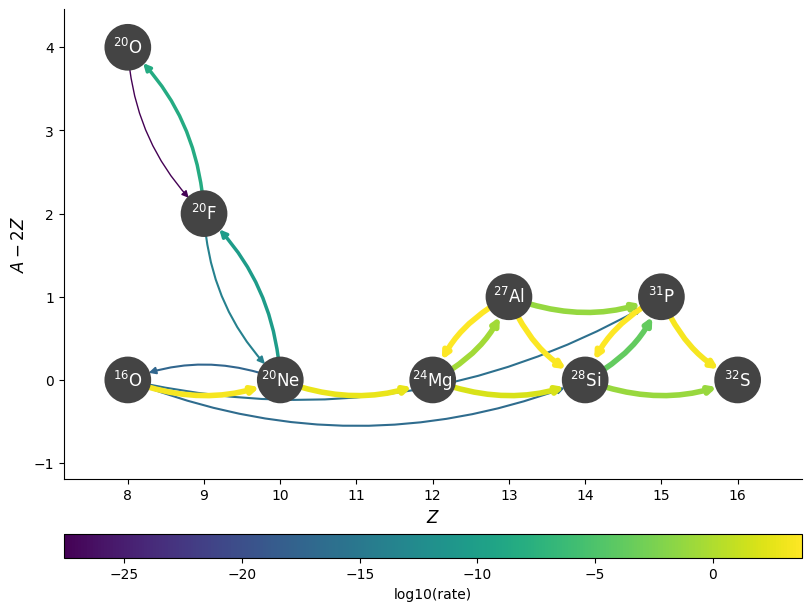 4
3
2
1
0
−1
A − 2Z
²⁰O
²⁰F
²⁷Al
³¹P
¹⁶O
²⁰Ne
²⁴Mg
²⁸Si
³²S
8 9 10 11 12 13 14 15 16
Z
−25 −20 −15 −10 −5 0
log10(rate)